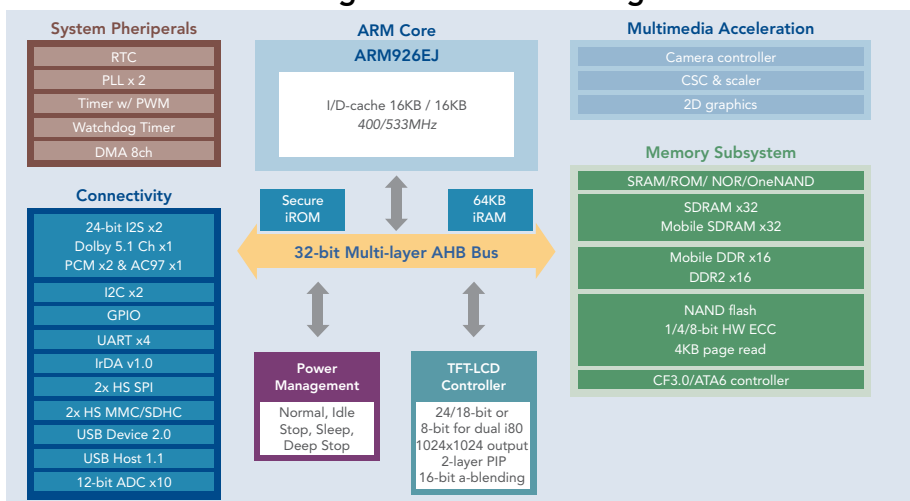 System Pheriperals
RTC
PLL x 2
Timer w/ PWM
Watchdog Timer
DMA 8ch
ARM Core
ARM926EJ
I/D-cache 16KB / 16KB
400/533MHz
Multimedia Acceleration
Camera controller
CSC & scaler
2D graphics
Connectivity
24-bit I2S x2
Dolby 5.1 Ch x1
PCM x2 & AC97 x1
I2C x2
GPIO
UART x4
IrDA v1.0
2x HS SPI
2x HS MMC/SDHC
USB Device 2.0
USB Host 1.1
12-bit ADC x10
Secure
iROM
64KB
iRAM
32-bit Multi-layer AHB Bus
Power
Management
Normal, Idle
Stop, Sleep,
Deep Stop
TFT-LCD
Controller
24/18-bit or
8-bit for dual i80
1024x1024 output
2-layer PIP
16-bit a-blending
Memory Subsystem
SRAM/ROM/ NOR/OneNAND
SDRAM x32
Mobile SDRAM x32
Mobile DDR x16
DDR2 x16
NAND flash
1/4/8-bit HW ECC
4KB page read
CF3.0/ATA6 controller